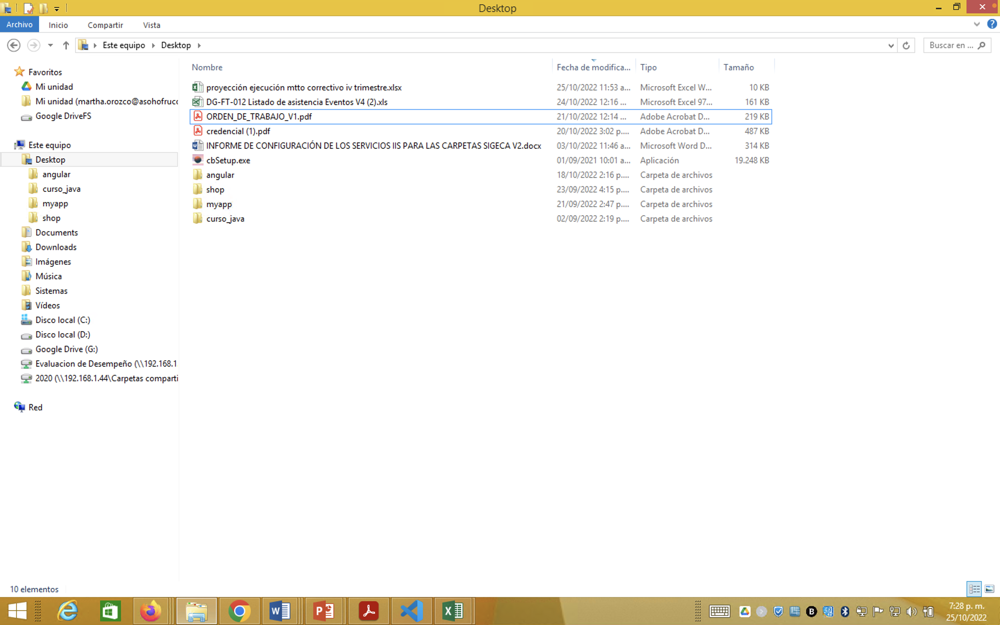 Desktop
Archivo Inicio Compartir Vista
Este equipo Desktop Buscar en ...
Nombre Fecha de modifica... Tipo Tamaño
Favoritos
Mi unidad
Mi unidad (martha.orozco@asohofruco
Google DriveFS
Este equipo
Desktop
angular
curso_java
myapp
shop
Documents
Downloads
Imágenes
Música
Sistemas
Vídeos
Disco local (C:)
Disco local (D:)
Google Drive (G:)
Evaluacion de Desempeño (\\192.168.1
2020 (\\192.168.1.44\Carpetas comparti
Red
proyección ejecución mtto correctivo iv trimestre.xlsx 25/10/2022 11:53 a... Microsoft Excel W... 10 KB
DG-FT-012 Listado de asistencia Eventos V4 (2).xls 24/10/2022 12:16 ... Microsoft Excel 97... 161 KB
ORDEN_DE_TRABAJO_V1.pdf 21/10/2022 12:14 ... Adobe Acrobat D... 219 KB
credencial (1).pdf 20/10/2022 3:02 p.... Adobe Acrobat D... 487 KB
INFORME DE CONFIGURACIÓN DE LOS SERVICIOS IIS PARA LAS CARPETAS SIGECA V2.docx 03/10/2022 11:46 a... Microsoft Word D... 314 KB
cbSetup.exe 01/09/2021 10:01 a... Aplicación 19.248 KB
angular 18/10/2022 2:16 p.... Carpeta de archivos
shop 23/09/2022 4:15 p.... Carpeta de archivos
myapp 21/09/2022 2:47 p.... Carpeta de archivos
curso_java 02/09/2022 2:19 p.... Carpeta de archivos
10 elementos
7:28 p. m.
25/10/2022